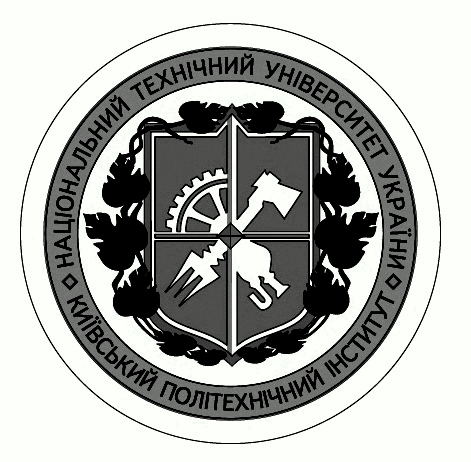 НАЦІОНАЛЬНИЙ ТЕХНІЧНИЙ УНІВЕРСИТЕТ УКРАЇНИ
КИЇВСЬКИЙ ПОЛІТЕХНІЧНИЙ ІНСТИТУТ